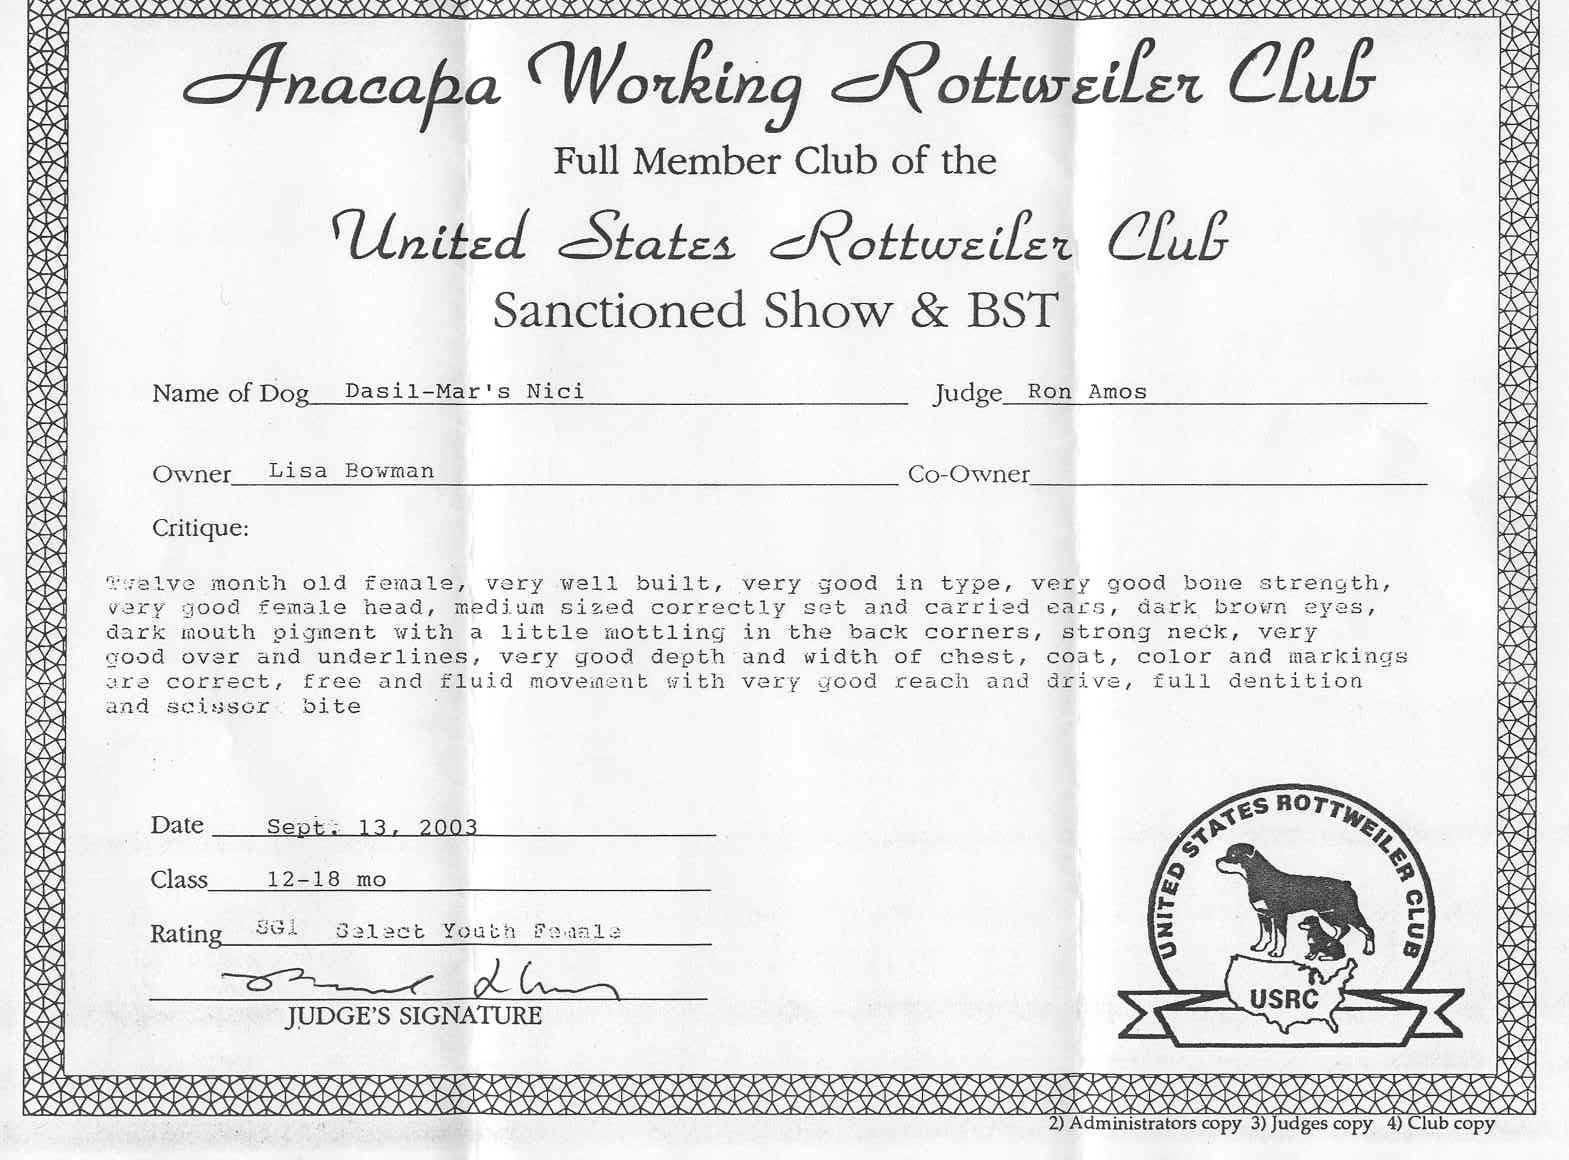 Anacapa Working Rottweiler Club
Full Member Club of the
United States Rottweiler Club
Sanctioned Show & BST
Name of Dog Dasil-Mar's Nici Judge Ron Amos
Owner Lisa Bowman Co-Owner
Critique:
Twelve month old female, very well built, very good in type, very good bone strength,
very good female head, medium sized correctly set and carried ears, dark brown eyes,
dark mouth pigment with a little mottling in the back corners, strong neck, very
good over and underlines, very good depth and width of chest, coat, color and markings
are correct, free and fluid movement with very good reach and drive, full dentition
and scissor bite
Date Sept. 13, 2003
Class 12-18 mo
Rating SG1 Select Youth Female
JUDGE'S SIGNATURE
UNITED STATES ROTTWEILER CLUB
USRC
2) Administrators copy 3) Judges copy 4) Club copy